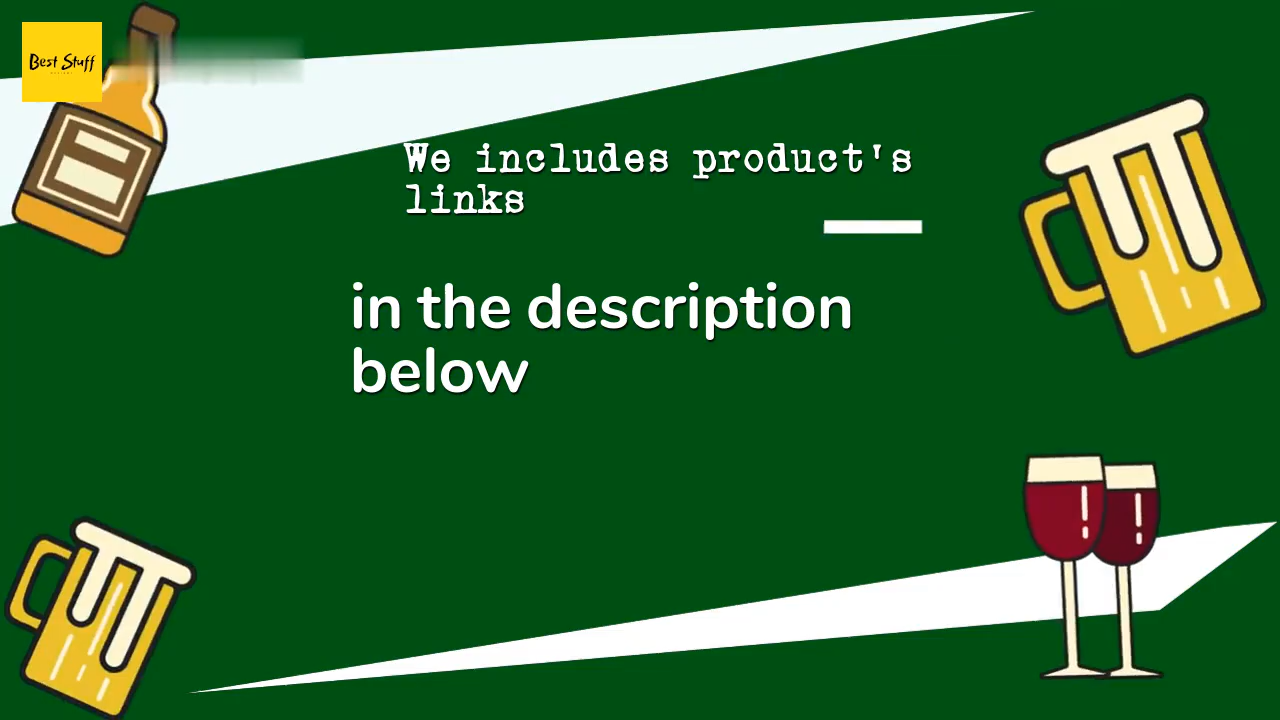 Best Stuff
We includes product's
links
in the description
below